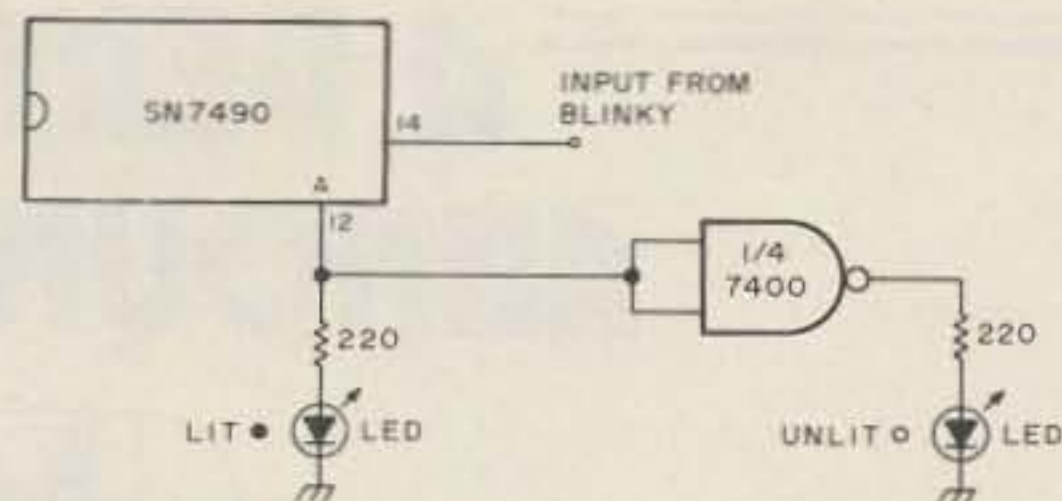 SN7490
14
INPUT FROM
BLINKY
A
12
1/4
7400
220
220
LIT
LED
UNLIT
LED